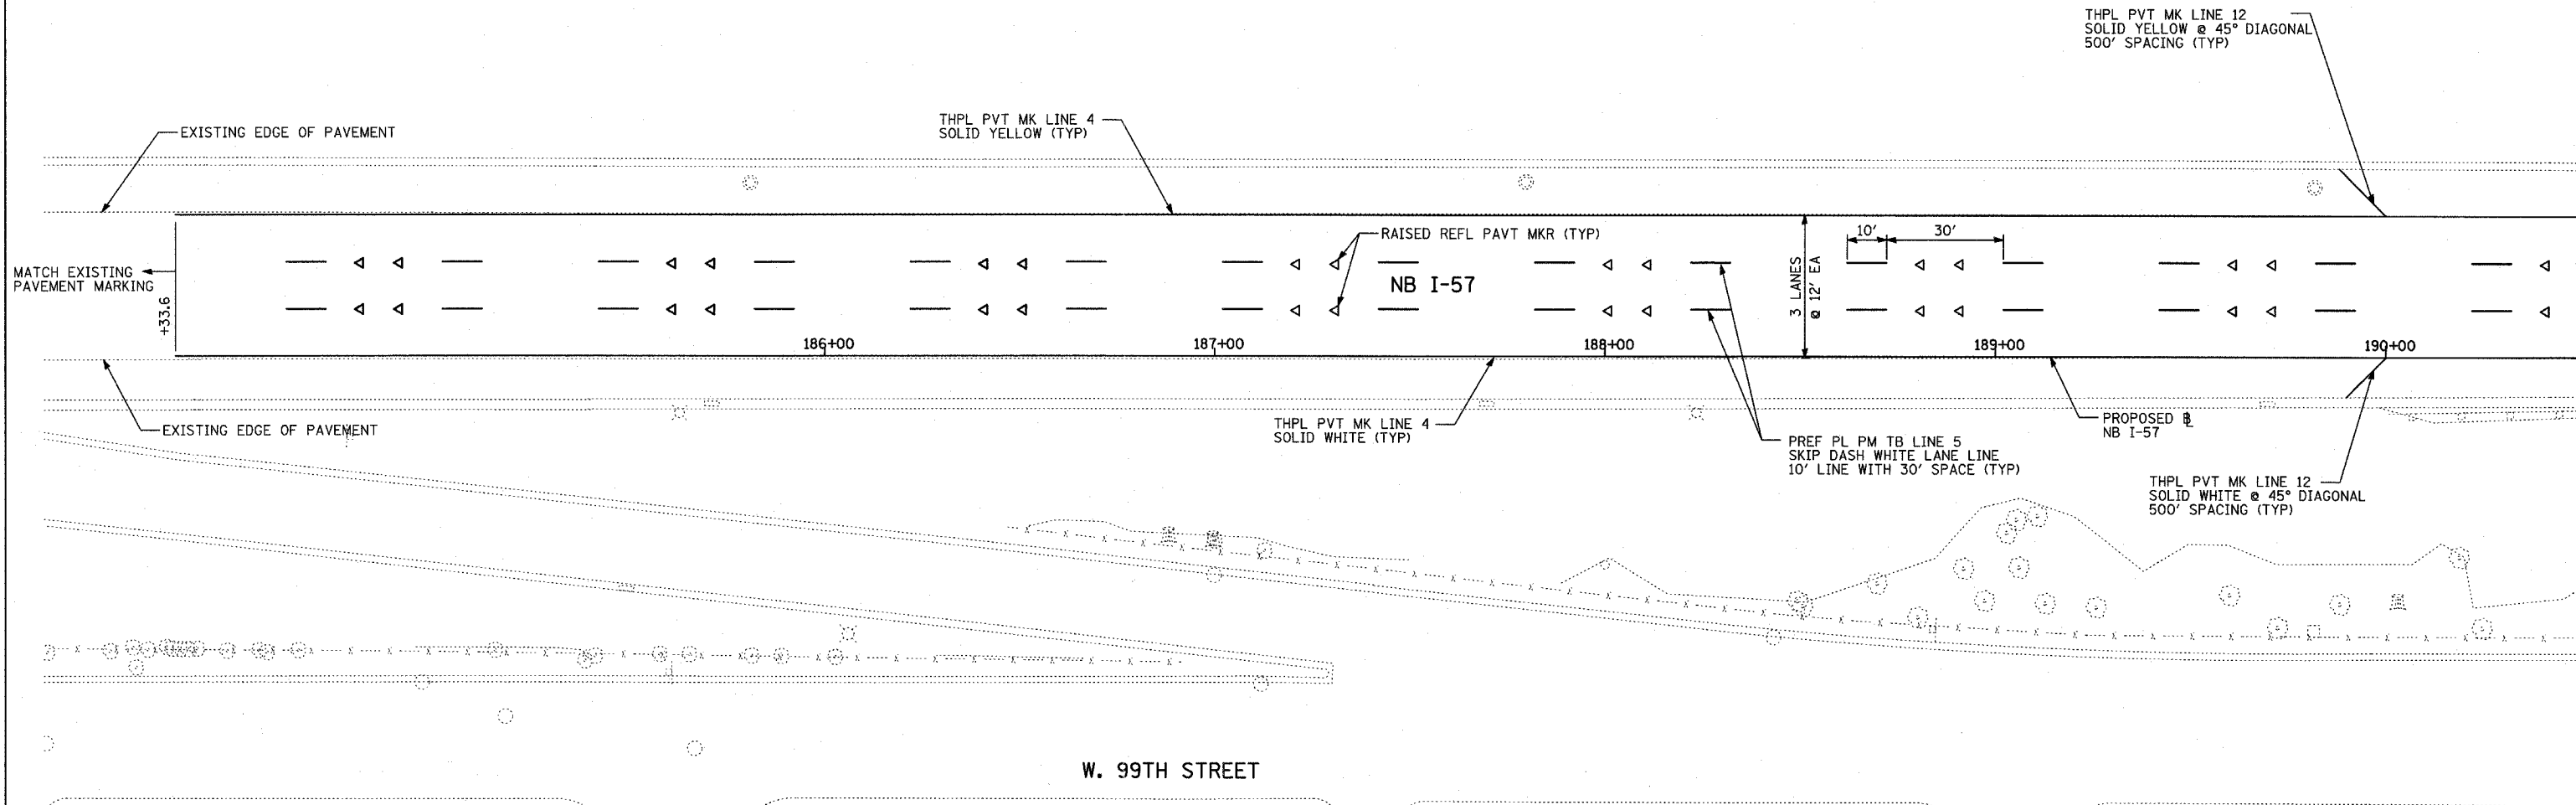 THPL PVT MK LINE 12
SOLID YELLOW @ 45° DIAGONAL
500' SPACING (TYP)
THPL PVT MK LINE 4
SOLID YELLOW (TYP)
EXISTING EDGE OF PAVEMENT
RAISED REFL PAVT MKR (TYP)
10'
30'
MATCH EXISTING
PAVEMENT MARKING
+33.6
NB I-57
3 LANES
@ 12' EA
186+00
187+00
188+00
189+00
190+00
EXISTING EDGE OF PAVEMENT
THPL PVT MK LINE 4
SOLID WHITE (TYP)
PROPOSED BL
NB I-57
PREF PL PM TB LINE 5
SKIP DASH WHITE LANE LINE
10' LINE WITH 30' SPACE (TYP)
THPL PVT MK LINE 12
SOLID WHITE @ 45° DIAGONAL
500' SPACING (TYP)
W. 99TH STREET